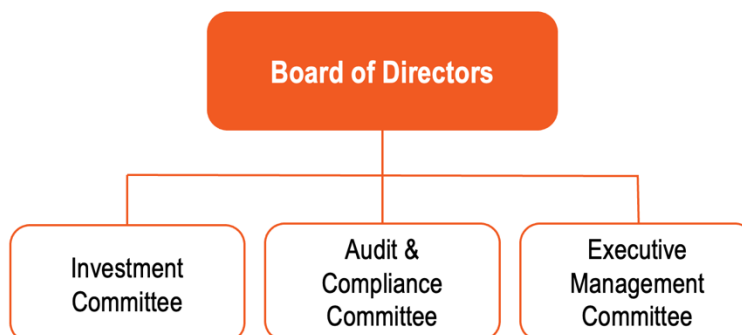 Board of Directors
Investment
Committee
Audit &
Compliance
Committee
Executive
Management
Committee